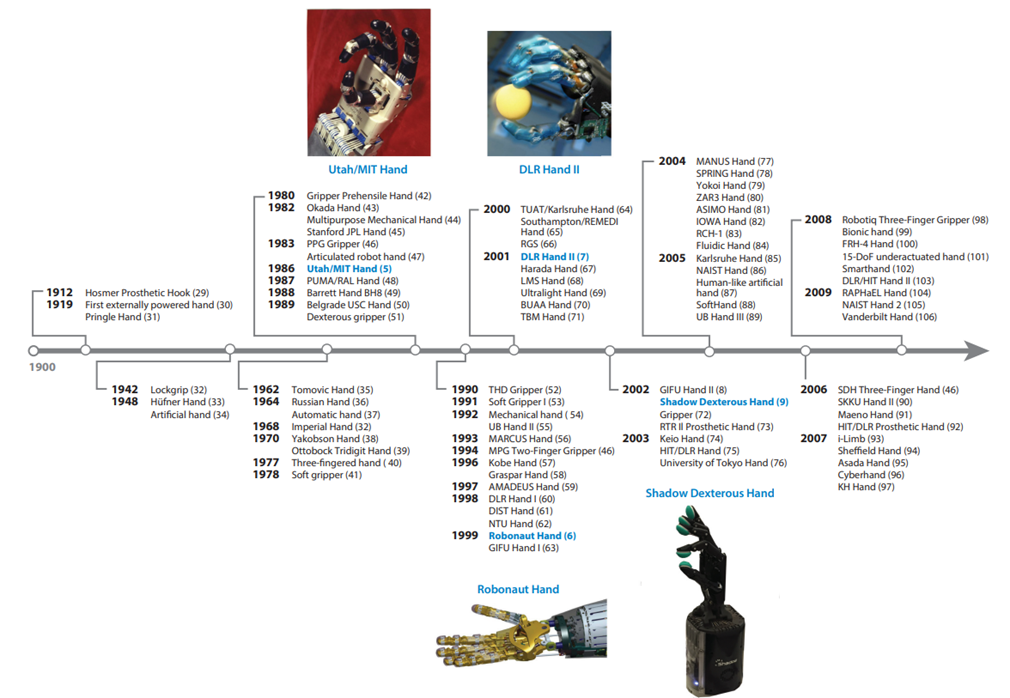 Utah/MIT Hand
DLR Hand II
1980 Gripper Prehensile Hand (42)
1982 Okada Hand (43)
Multipurpose Mechanical Hand (44)
Stanford JPL Hand (45)
1983 PPG Gripper (46)
Articulated robot hand (47)
1986 Utah/MIT Hand (5)
1987 PUMA/RAL Hand (48)
1988 Barrett Hand BH8 (49)
1989 Belgrade USC Hand (50)
Dexterous gripper (51)
2000 TUAT/Karlsruhe Hand (64)
Southampton/REMEDI
Hand (65)
RGS (66)
2001 DLR Hand II (7)
Harada Hand (67)
LMS Hand (68)
Ultralight Hand (69)
BUAA Hand (70)
TBM Hand (71)
2004 MANUS Hand (77)
SPRING Hand (78)
Yokoi Hand (79)
ZAR3 Hand (80)
ASIMO Hand (81)
IOWA Hand (82)
RCH-1 (83)
Fluidic Hand (84)
2005 Karlsruhe Hand (85)
NAIST Hand (86)
Human-like artificial
hand (87)
SoftHand (88)
UB Hand III (89)
2008 Robotiq Three-Finger Gripper (98)
Bionic hand (99)
FRH-4 Hand (100)
15-DoF underactuated hand (101)
Smarthand (102)
DLR/HIT Hand II (103)
2009 RAPHaEL Hand (104)
NAIST Hand 2 (105)
Vanderbilt Hand (106)
1912 Hosmer Prosthetic Hook (29)
1919 First externally powered hand (30)
Pringle Hand (31)
1900
1942 Lockgrip (32)
1948 Hüfner Hand (33)
Artificial hand (34)
1962 Tomovic Hand (35)
1964 Russian Hand (36)
Automatic hand (37)
1968 Imperial Hand (32)
1970 Yakobson Hand (38)
Ottobock Tridigit Hand (39)
1977 Three-fingered hand ( 40)
1978 Soft gripper (41)
1990 THD Gripper (52)
1991 Soft Gripper I (53)
1992 Mechanical hand ( 54)
UB Hand II (55)
1993 MARCUS Hand (56)
1994 MPG Two-Finger Gripper (46)
1996 Kobe Hand (57)
Graspar Hand (58)
1997 AMADEUS Hand (59)
1998 DLR Hand I (60)
DIST Hand (61)
NTU Hand (62)
1999 Robonaut Hand (6)
GIFU Hand I (63)
2002 GIFU Hand II (8)
Shadow Dexterous Hand (9)
Gripper (72)
RTR II Prosthetic Hand (73)
2003 Keio Hand (74)
HIT/DLR Hand (75)
University of Tokyo Hand (76)
2006 SDH Three-Finger Hand (46)
SKKU Hand II (90)
Maeno Hand (91)
HIT/DLR Prosthetic Hand (92)
2007 i-Limb (93)
Sheffield Hand (94)
Asada Hand (95)
Cyberhand (96)
KH Hand (97)
Shadow Dexterous Hand
Robonaut Hand